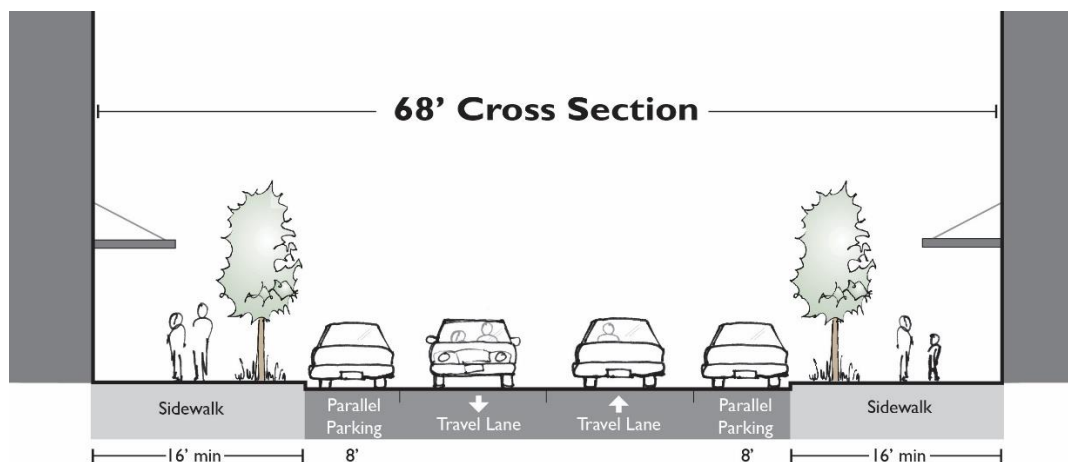 68’ Cross Section
Sidewalk
Parallel
Parking
Travel Lane
Travel Lane
Parallel
Parking
Sidewalk
16’ min
8’
8’
16’ min